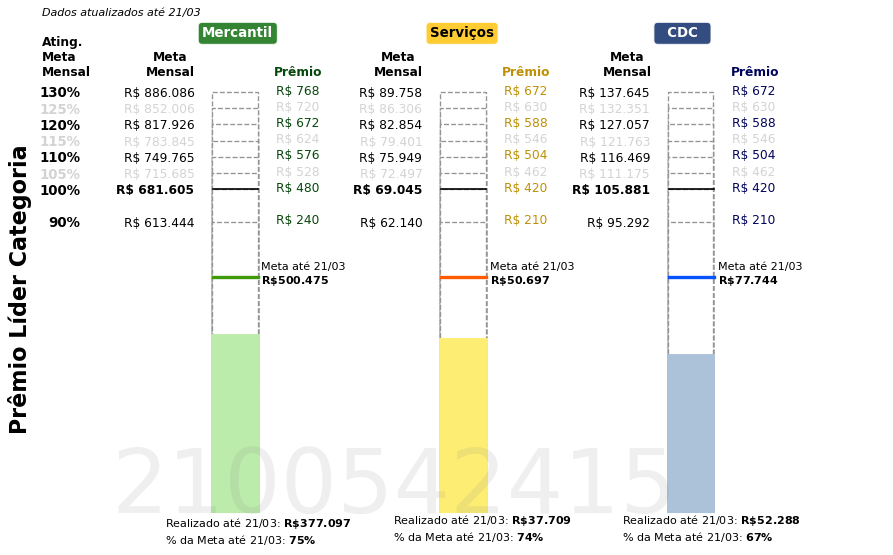 Dados atualizados até 21/03
Mercantil Serviços CDC
Ating.
Meta Meta Meta Meta
Mensal Mensal Prêmio Mensal Prêmio Mensal Prêmio
130% R$ 886.086 R$ 768 R$ 89.758 R$ 672 R$ 137.645 R$ 672
125% R$ 852.006 R$ 720 R$ 86.306 R$ 630 R$ 132.351 R$ 630
120% R$ 817.926 R$ 672 R$ 82.854 R$ 588 R$ 127.057 R$ 588
115% R$ 783.845 R$ 624 R$ 79.401 R$ 546 R$ 121.763 R$ 546
110% R$ 749.765 R$ 576 R$ 75.949 R$ 504 R$ 116.469 R$ 504
105% R$ 715.685 R$ 528 R$ 72.497 R$ 462 R$ 111.175 R$ 462
100% R$ 681.605 R$ 480 R$ 69.045 R$ 420 R$ 105.881 R$ 420
90% R$ 613.444 R$ 240 R$ 62.140 R$ 210 R$ 95.292 R$ 210
Meta até 21/03 Meta até 21/03 Meta até 21/03
R$500.475 R$50.697 R$77.744
Prêmio Líder Categoria
2100542415
Realizado até 21/03: R$377.097 Realizado até 21/03: R$37.709 Realizado até 21/03: R$52.288
% da Meta até 21/03: 75% % da Meta até 21/03: 74% % da Meta até 21/03: 67%